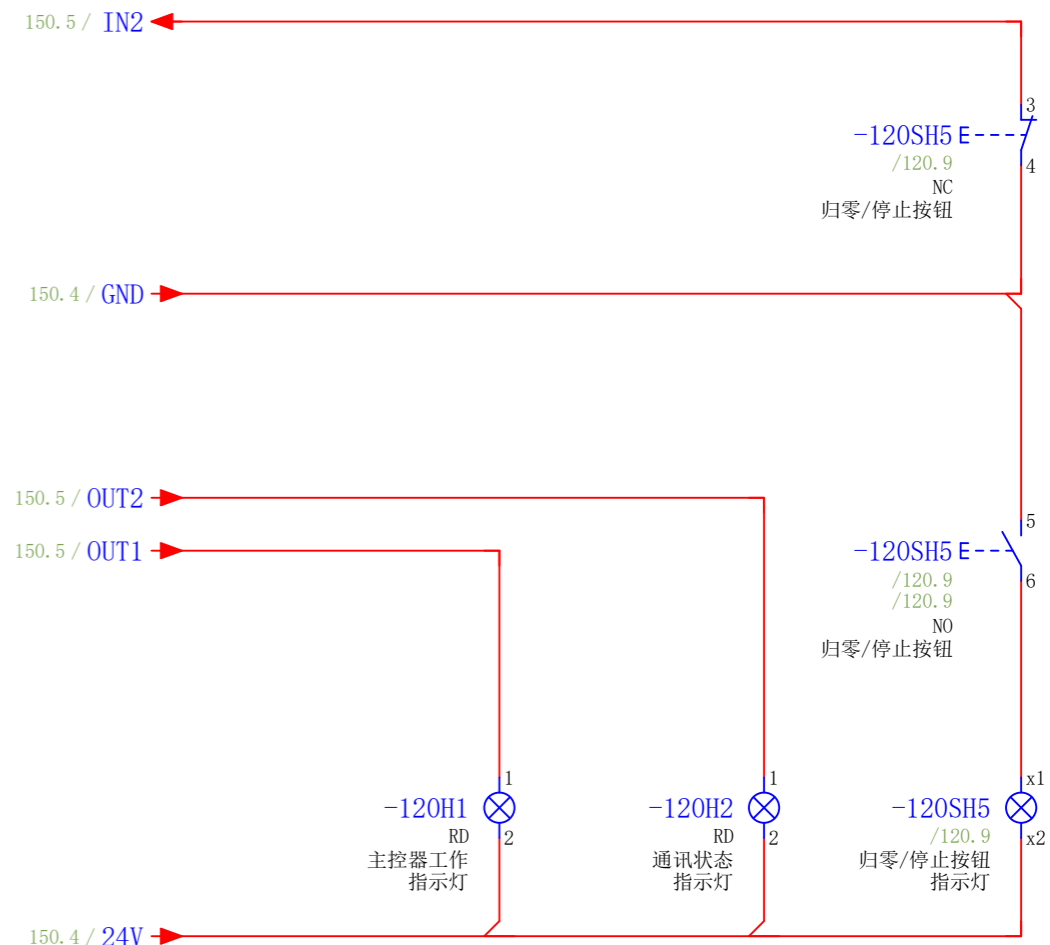 150.5 / IN2
3
-120SH5
/120.9
4
NC
归零/停止按钮
150.4 / GND
150.5 / OUT2
150.5 / OUT1
5
-120SH5
/120.9
6
/120.9
NO
归零/停止按钮
1
-120H1
RD
2
主控器工作
指示灯
1
-120H2
RD
2
通讯状态
指示灯
x1
-120SH5
/120.9
x2
归零/停止按钮
指示灯
150.4 / 24V